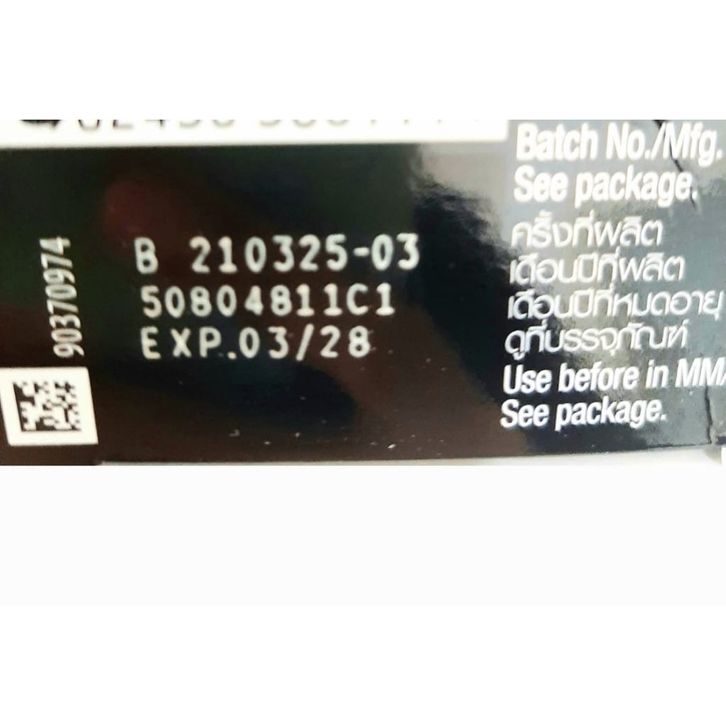 90370974
B 210325-03
50804811C1
EXP.03/28
Batch No./Mfg.
See package.
ครั้งที่ผลิต
เดือนปีที่ผลิต
เดือนปีที่หมดอายุ
ดูที่บรรจุภัณฑ์
Use before in
See package.